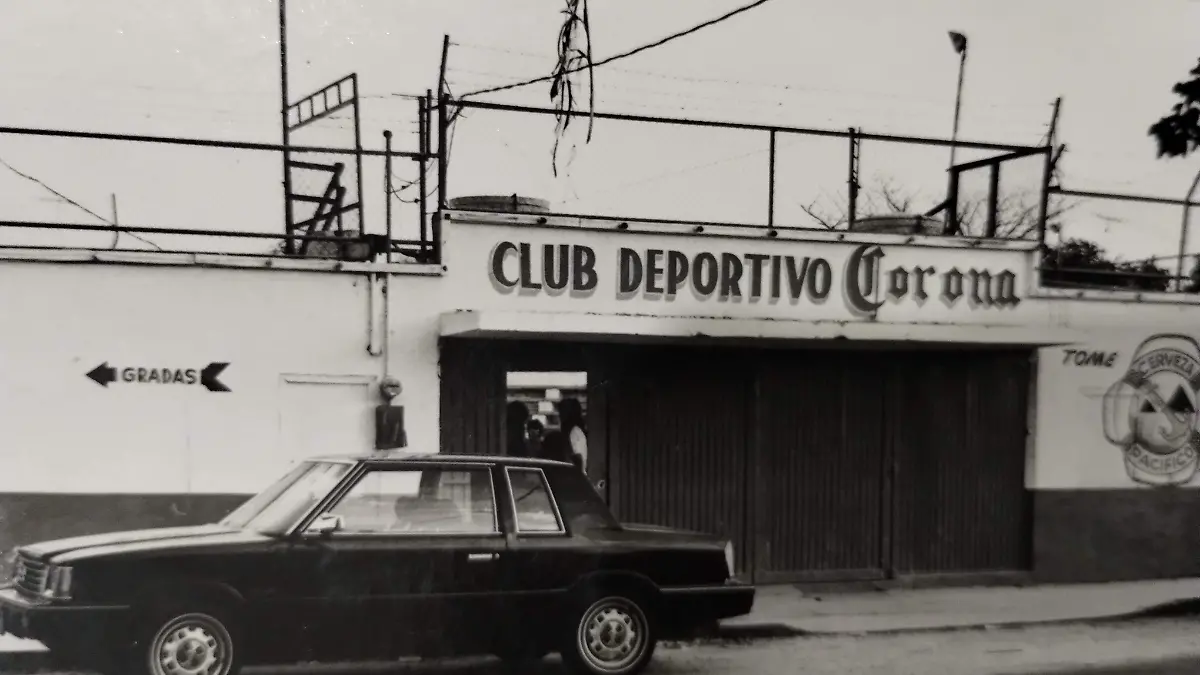 CLUB DEPORTIVO Corona
GRADAS
TOME
CERVEZA
PACIFICO